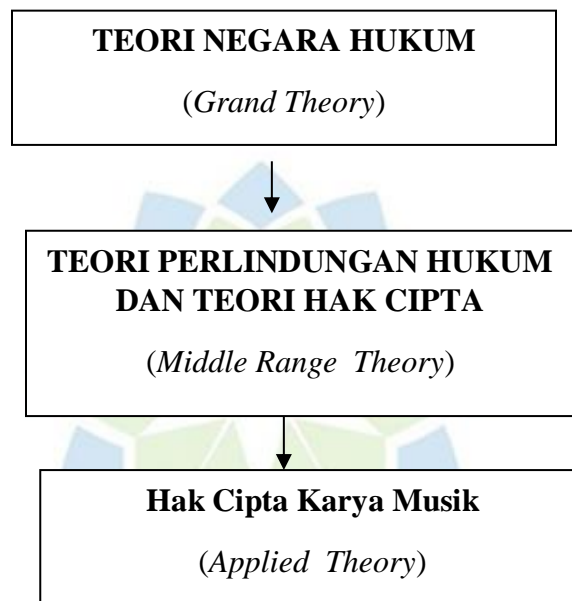 TEORI NEGARA HUKUM
(Grand Theory)
TEORI PERLINDUNGAN HUKUM
DAN TEORI HAK CIPTA
(Middle Range Theory)
Hak Cipta Karya Musik
(Applied Theory)